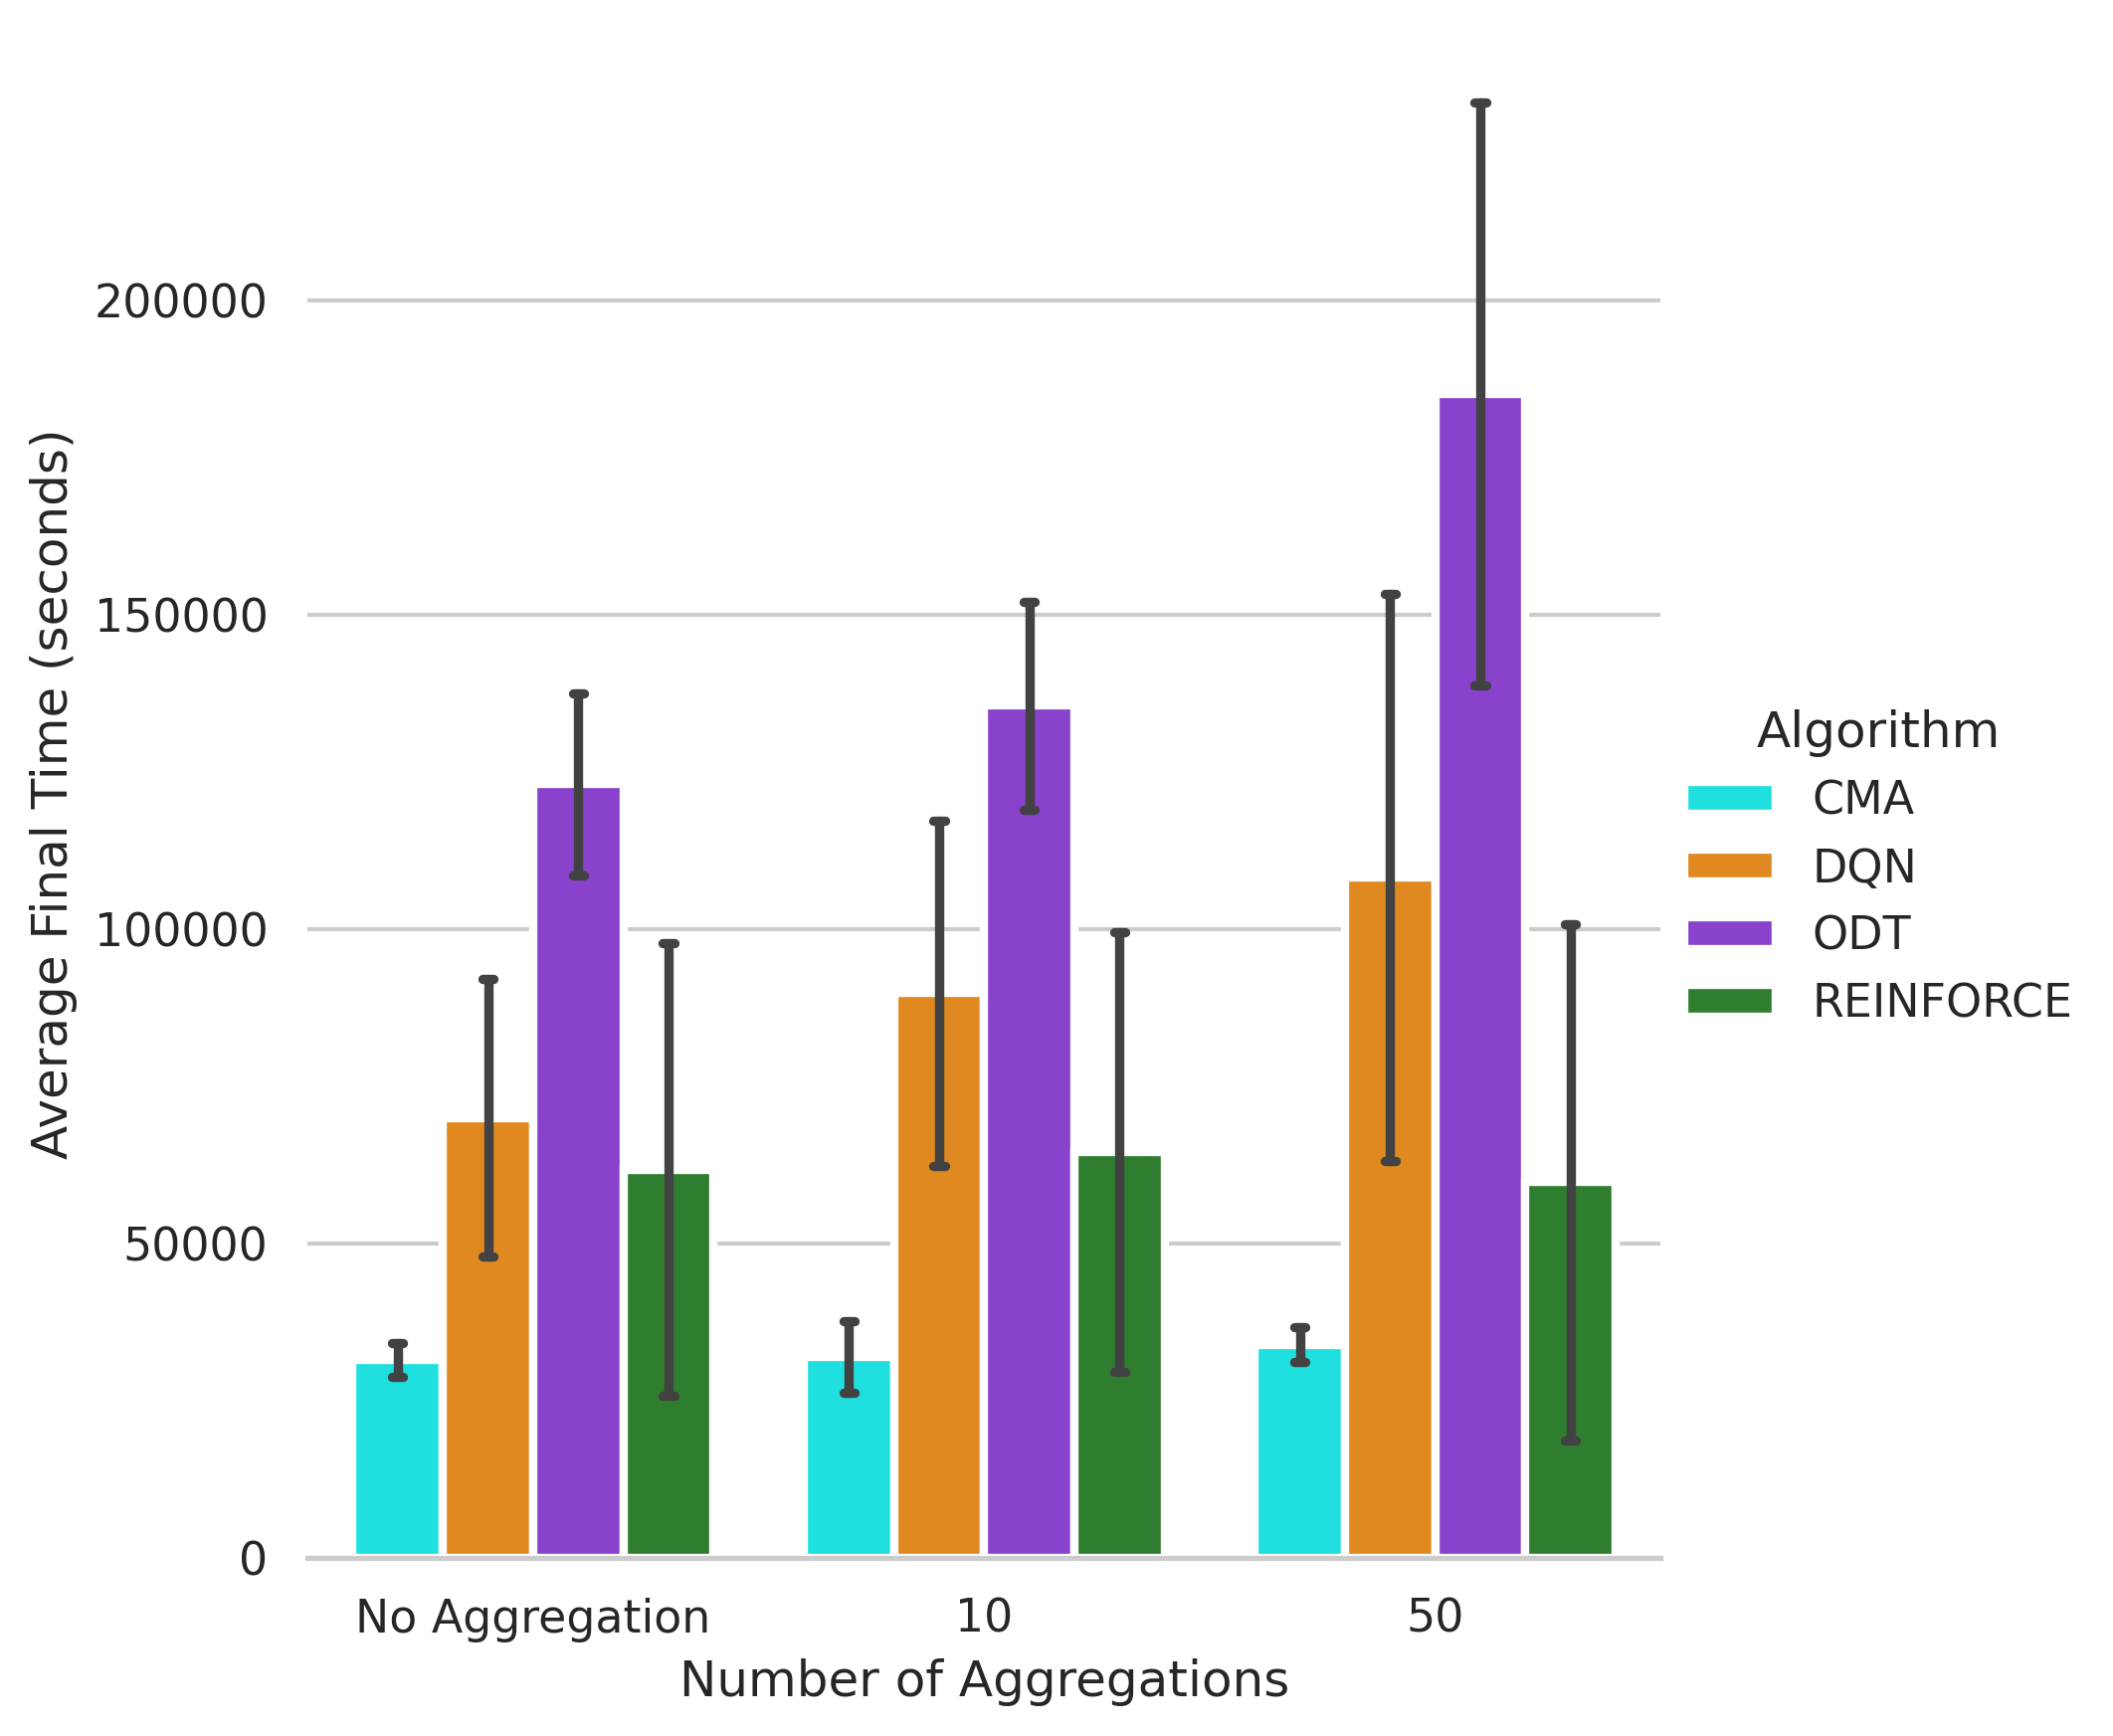 Average Final Time (seconds)
200000
150000
100000
50000
0
No Aggregation
10
50
Number of Aggregations
Algorithm
CMA
DQN
ODT
REINFORCE